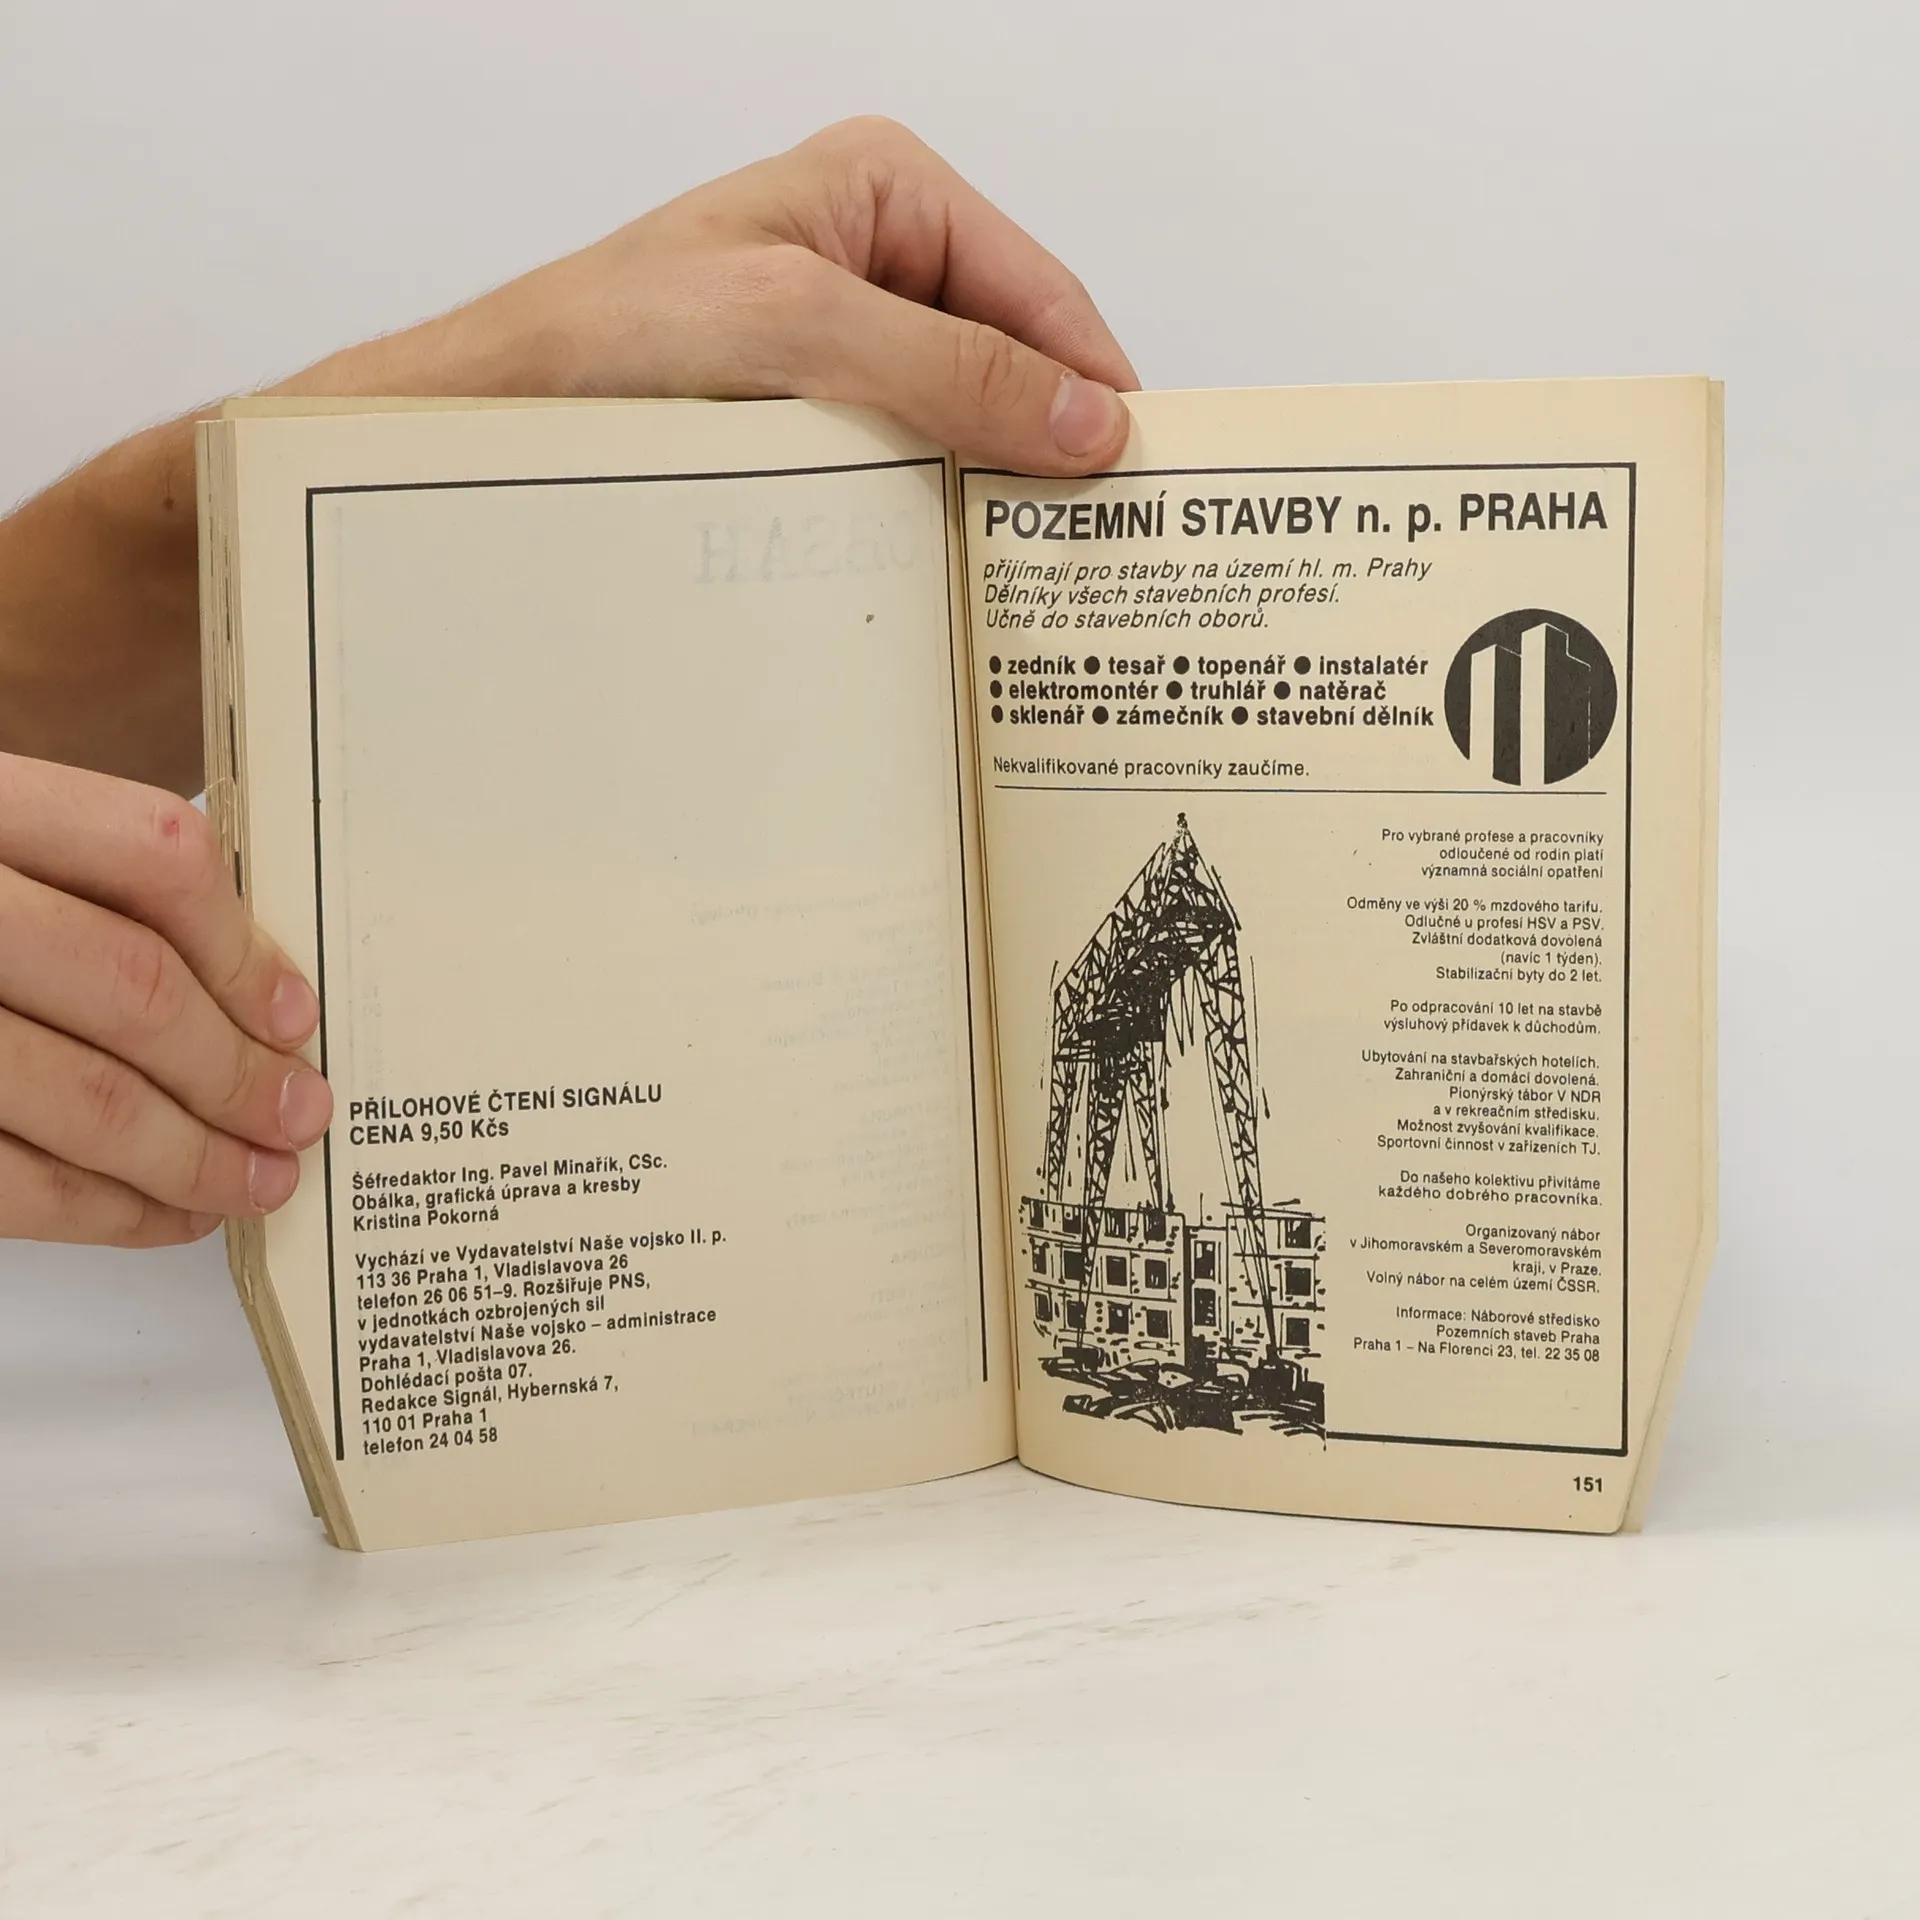 PŘÍLOHOVÉ ČTENÍ SIGNÁLU
CENA 9,50 Kčs
Šéfredaktor Ing. Pavel Minařík, CSc.
Obálka, grafická úprava a kresby
Kristina Pokorná
Vychází ve Vydavatelství Naše vojsko II. p.
113 36 Praha 1, Vladislavova 26
telefon 26 06 51–9. Rozšiřuje PNS,
v jednotkách ozbrojených sil
vydavatelství Naše vojsko – administrace
Praha 1, Vladislavova 26.
Dohlédací pošta 07.
Redakce Signál, Hybernská 7,
110 01 Praha 1
telefon 24 04 58
POZEMNÍ STAVBY n. p. PRAHA
přijímají pro stavby na území hl. m. Prahy
Dělníky všech stavebních profesí.
Učně do stavebních oborů.
● zedník ● tesař ● topenář ● instalatér
● elektromontér ● truhlář ● natěrač
● sklenář ● zámečník ● stavební dělník
Nekvalifikované pracovníky zaučíme.
Pro vybrané profese a pracovníky
odloučené od rodin platí
významná sociální opatření
Odměny ve výši 20 % mzdového tarifu.
Odlučné u profesí HSV a PSV.
Zvláštní dodatková dovolená
(navíc 1 týden).
Stabilizační byty do 2 let.
Po odpracování 10 let na stavbě
výsluhový přídavek k důchodům.
Ubytování na stavbařských hotelích.
Zahraniční a domácí dovolená.
Pionýrský tábor V NDR
a v rekreačním středisku.
Možnost zvyšování kvalifikace.
Sportovní činnost v zařízeních TJ.
Do našeho kolektivu přivítáme
každého dobrého pracovníka.
Organizovaný nábor
v Jihomoravském a Severomoravském
kraji, v Praze.
Volný nábor na celém území ČSSR.
Informace: Náborové středisko
Pozemních staveb Praha
Praha 1 – Na Florenci 23, tel. 22 35 08
151